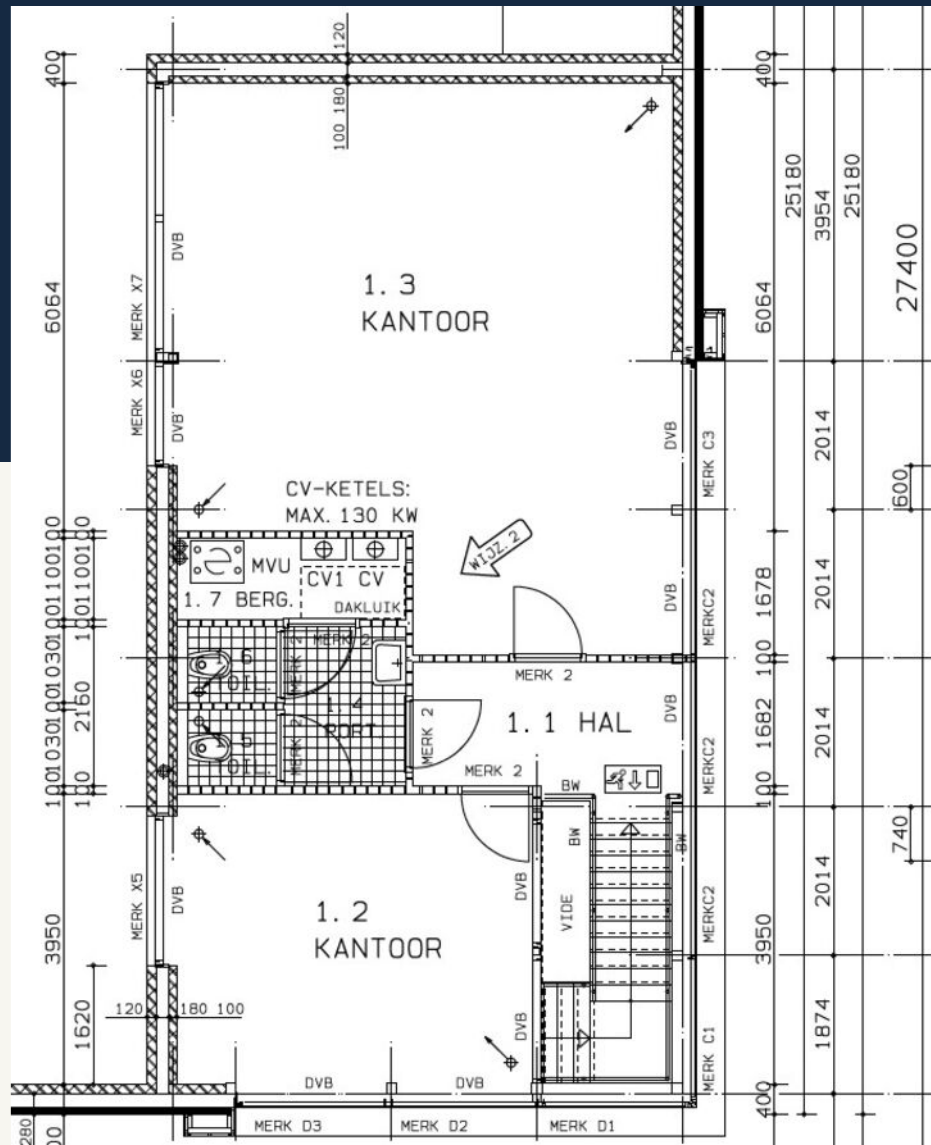 400
120
400
100 180
25180
3954
25180
27400
DVB
6064
MERK X7
1. 3
KANTOOR
6064
MERK X6
DVB
DVB
MERK C3
2014
600
CV-KETELS:
MAX. 130 KW
WIJZ. 2
MVU
CV1 CV
1. 7 BERG.
DAKLUIK
DVB
MERKC2
1678
2014
MERK 2
MERK 2
TOIL.
1. 4
PORT
MERK 2
1. 1 HAL
DVB
100
2160
MERK 2
MERK 2
TOIL.
MERK 2
BW
MERKC2
1682
2014
100
740
BW
BW
MERK X5
DVB
1. 2
KANTOOR
DVB
VIDE
MERKC2
2014
3950
3950
1620
120
180 100
DVB
MERK C1
1874
DVB
DVB
400
MERK D3
MERK D2
MERK D1
280